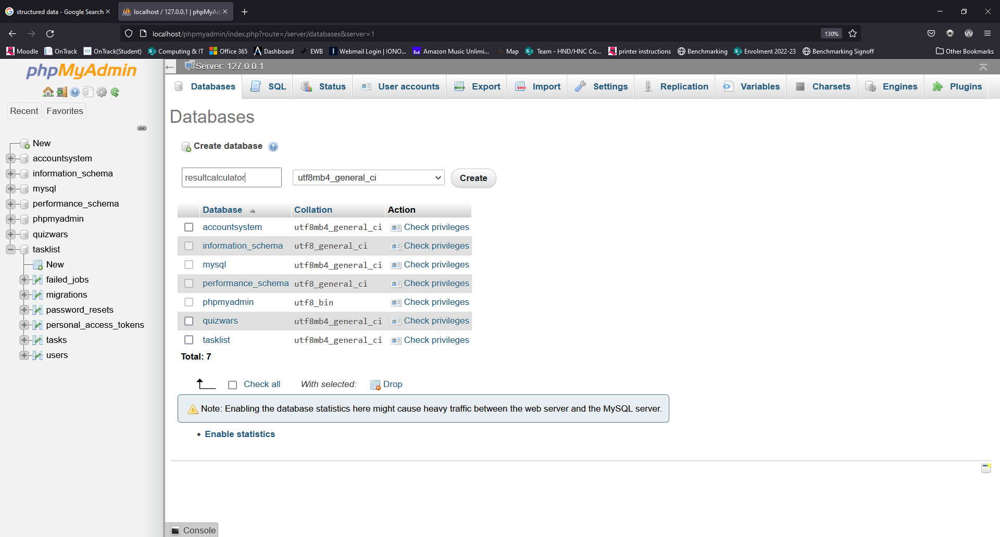 structured data - Google Search
localhost / 127.0.0.1 | phpMyAd
localhost/phpmyadmin/index.php?route=/server/databases&server=1
130%
Moodle OnTrack OnTrack(Student) Computing & IT Office 365 Dashboard EWB Webmail Login | IONO... Amazon Music Unlimi... Map Team - HND/HNC Co... printer instructions Benchmarking Enrolment 2022-23 Benchmarking Signoff Other Bookmarks
phpMyAdmin
Recent Favorites
New
accountsystem
information_schema
mysql
performance_schema
phpmyadmin
quizwars
tasklist
New
failed_jobs
migrations
password_resets
personal_access_tokens
tasks
users
Server: 127.0.0.1
Databases SQL Status User accounts Export Import Settings Replication Variables Charsets Engines Plugins
Databases
Create database
resultcalculator utf8mb4_general_ci Create
Database Collation Action
accountsystem utf8mb4_general_ci Check privileges
information_schema utf8_general_ci Check privileges
mysql utf8mb4_general_ci Check privileges
performance_schema utf8_general_ci Check privileges
phpmyadmin utf8_bin Check privileges
quizwars utf8mb4_general_ci Check privileges
tasklist utf8mb4_general_ci Check privileges
Total: 7
Check all With selected: Drop
Note: Enabling the database statistics here might cause heavy traffic between the web server and the MySQL server.
• Enable statistics
Console